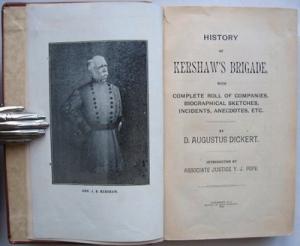 HISTORY
OF
KERSHAW'S BRIGADE,
WITH
COMPLETE ROLL OF COMPANIES,
BIOGRAPHICAL SKETCHES,
INCIDENTS, ANECDOTES, ETC.
BY
D. AUGUSTUS DICKERT.
INTRODUCTION BY
ASSOCIATE JUSTICE Y. J. POPE.
GEN. J. B. KERSHAW.